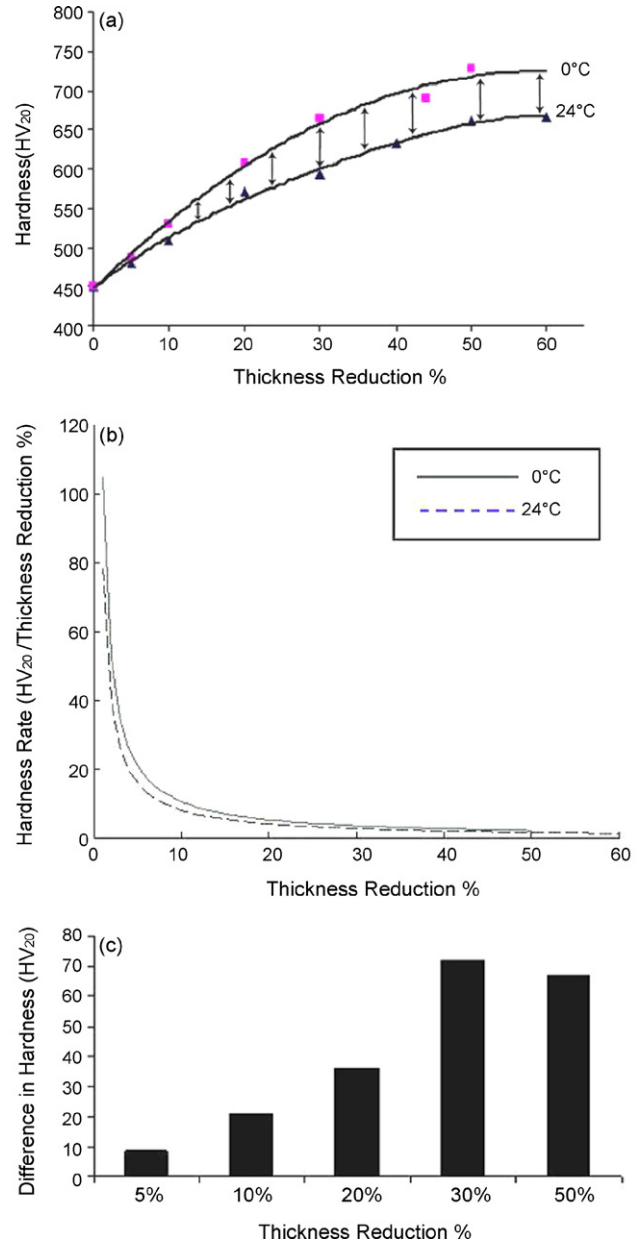 (a)
800
750
700
650
600
550
500
450
400
Hardness(HV20)
0°C
24°C
0 10 20 30 40 50 60
Thickness Reduction %
(b)
120
100
80
60
40
20
0
Hardness Rate (HV20 /Thickness Reduction %)
0°C
24°C
0 10 20 30 40 50 60
Thickness Reduction %
(c)
80
70
60
50
40
30
20
10
0
Difference in Hardness (HV20)
5% 10% 20% 30% 50%
Thickness Reduction %